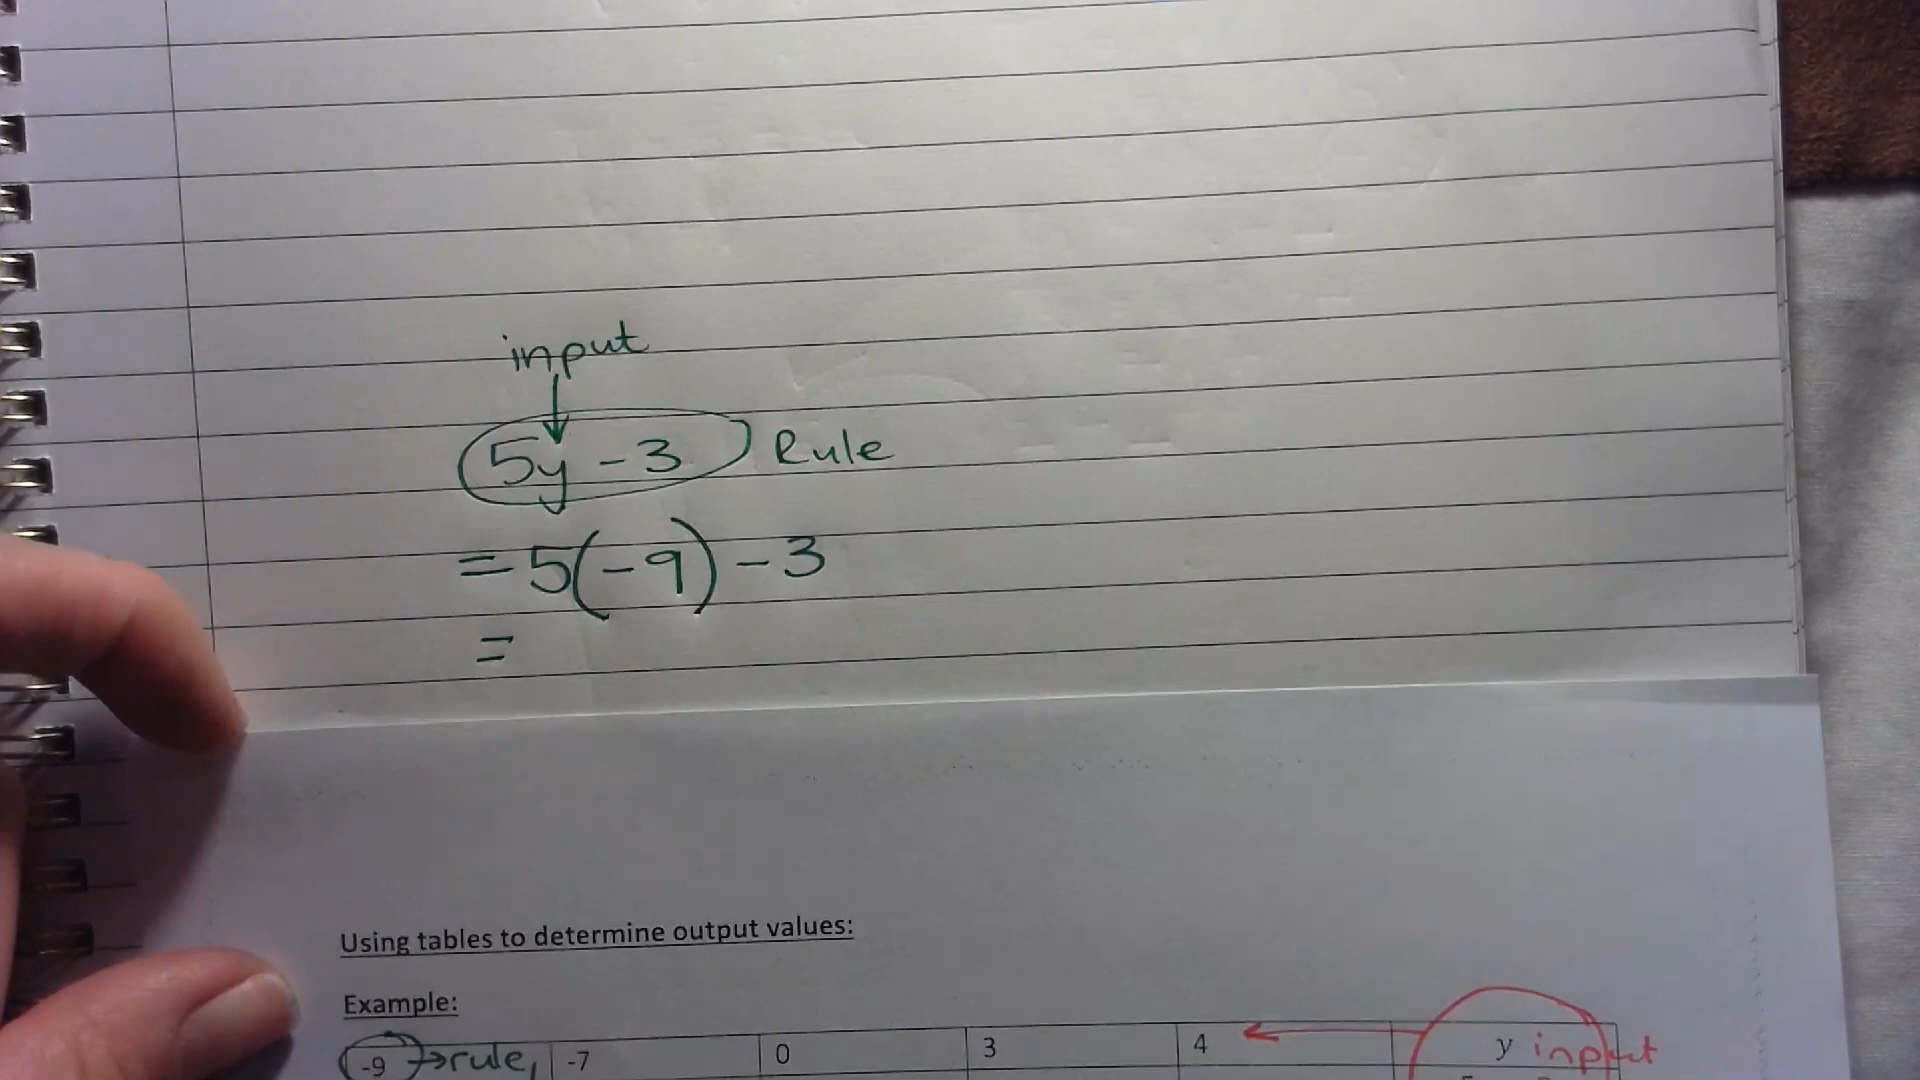 input
5y - 3 Rule
= 5(-9) - 3
=
Using tables to determine output values:
Example:
-9 → rule, -7 0 3 4 y input